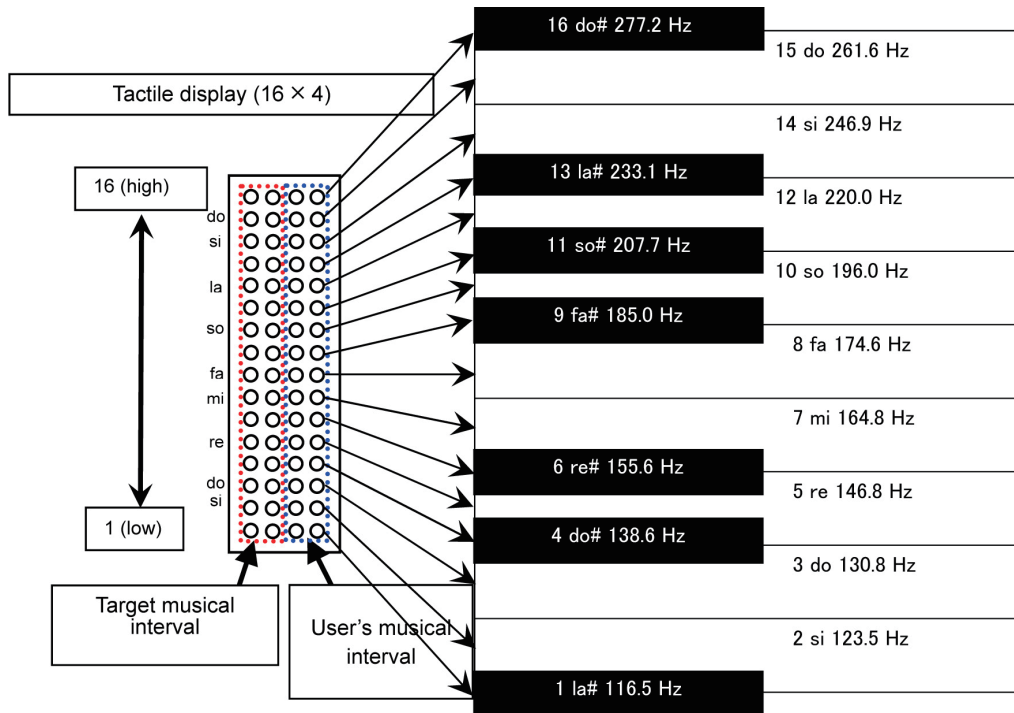 Tactile display (16 × 4)
16 (high)
1 (low)
do
si
la
so
fa
mi
re
do
si
Target musical
interval
User's musical
interval
16 do# 277.2 Hz
15 do 261.6 Hz
14 si 246.9 Hz
13 la# 233.1 Hz
12 la 220.0 Hz
11 so# 207.7 Hz
10 so 196.0 Hz
9 fa# 185.0 Hz
8 fa 174.6 Hz
7 mi 164.8 Hz
6 re# 155.6 Hz
5 re 146.8 Hz
4 do# 138.6 Hz
3 do 130.8 Hz
2 si 123.5 Hz
1 la# 116.5 Hz